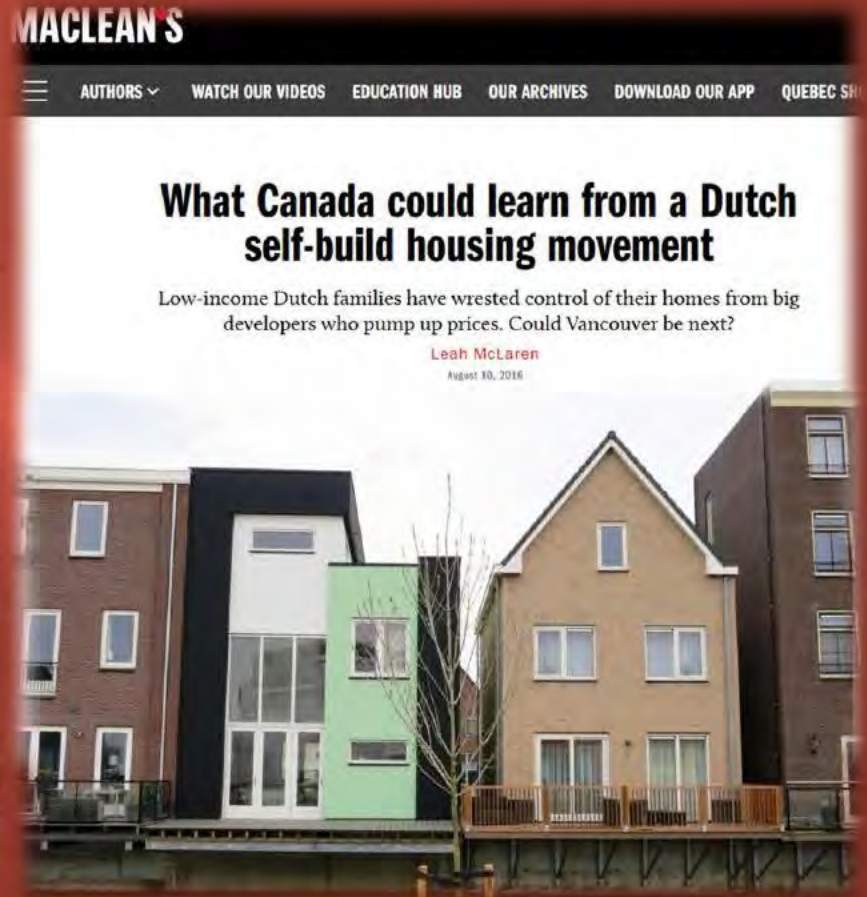 MACLEAN'S
AUTHORS WATCH OUR VIDEOS EDUCATION HUB OUR ARCHIVES DOWNLOAD OUR APP QUEBEC
What Canada could learn from a Dutch
self-build housing movement
Low-income Dutch families have wrested control of their homes from big
developers who pump up prices. Could Vancouver be next?
Leah McLaren
August 10, 2016